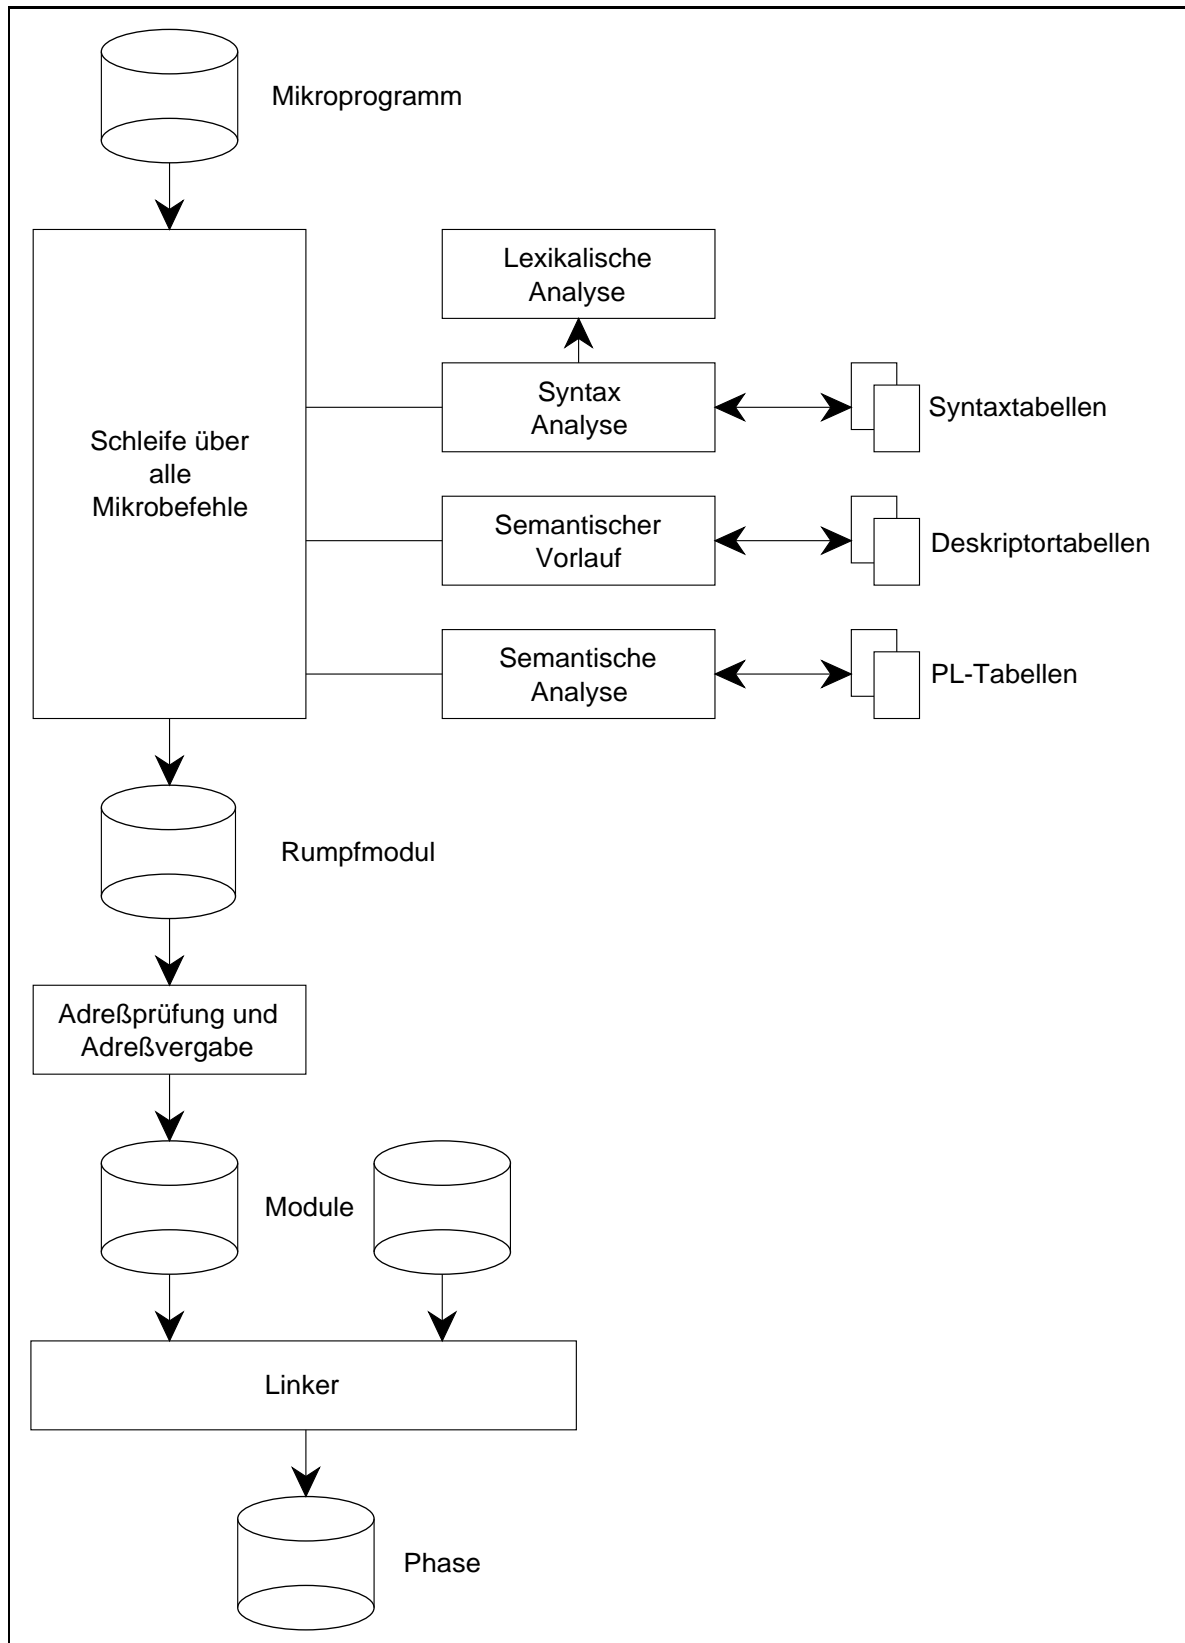 Mikroprogramm
Lexikalische
Analyse
Syntax
Analyse
Syntaxtabellen
Schleife über
alle
Mikrobefehle
Semantischer
Vorlauf
Deskriptortabellen
Semantische
Analyse
PL-Tabellen
Rumpfmodul
Adreßprüfung und
Adreßvergabe
Module
Linker
Phase